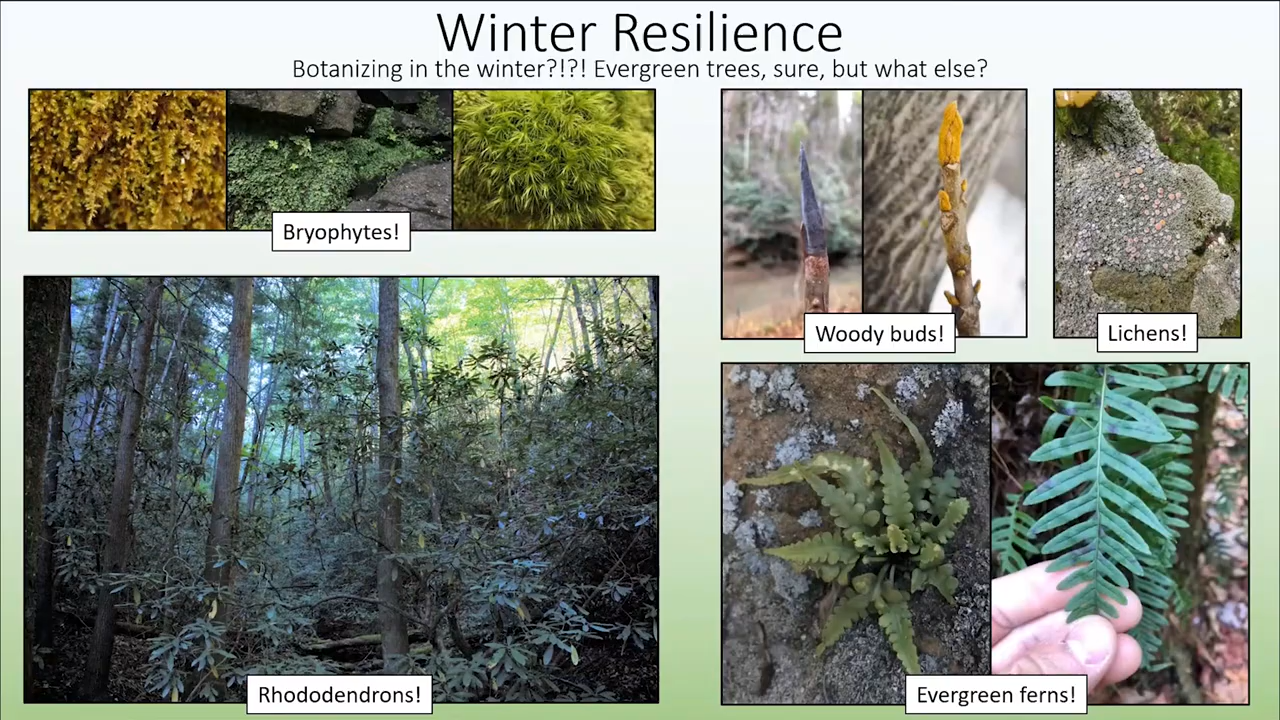 Winter Resilience
Botanizing in the winter?!?! Evergreen trees, sure, but what else?
Bryophytes!
Woody buds!
Lichens!
Rhododendrons!
Evergreen ferns!